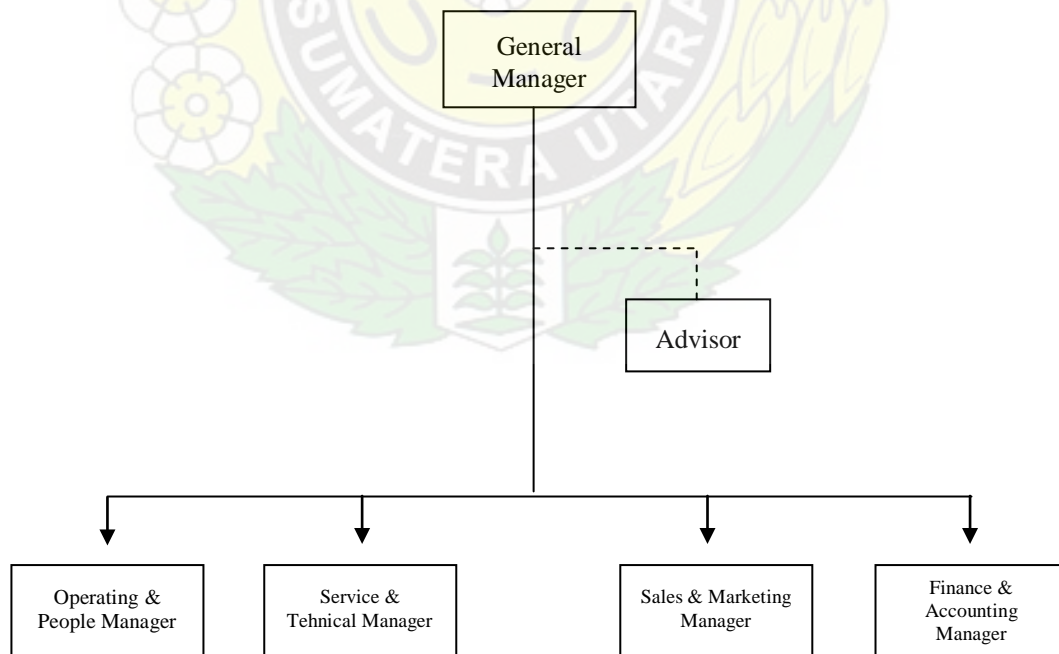 General
Manager
SUMATERA UTARA
Advisor
Operating &
People Manager
Service &
Tehnical Manager
Sales & Marketing
Manager
Finance &
Accounting
Manager